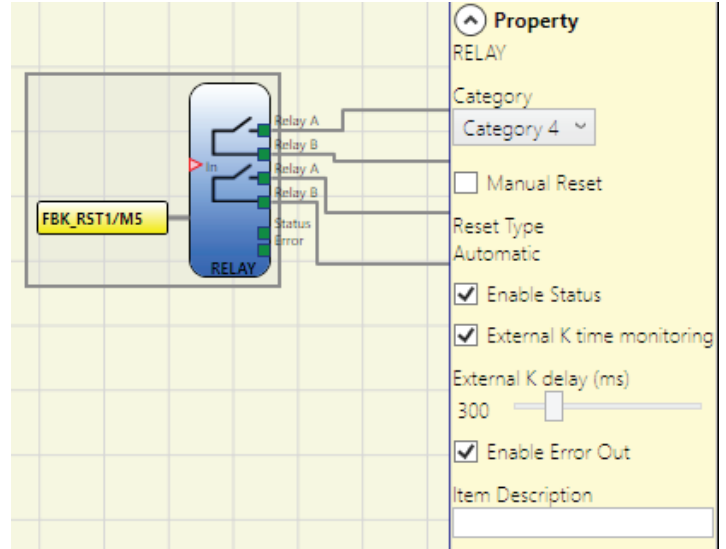 Relay A
Relay B
In
Relay A
Relay B
FBK_RST1/M5
Status
Error
RELAY
Property
RELAY
Category
Category 4
Manual Reset
Reset Type
Automatic
Enable Status
External K time monitoring
External K delay (ms)
300
Enable Error Out
Item Description